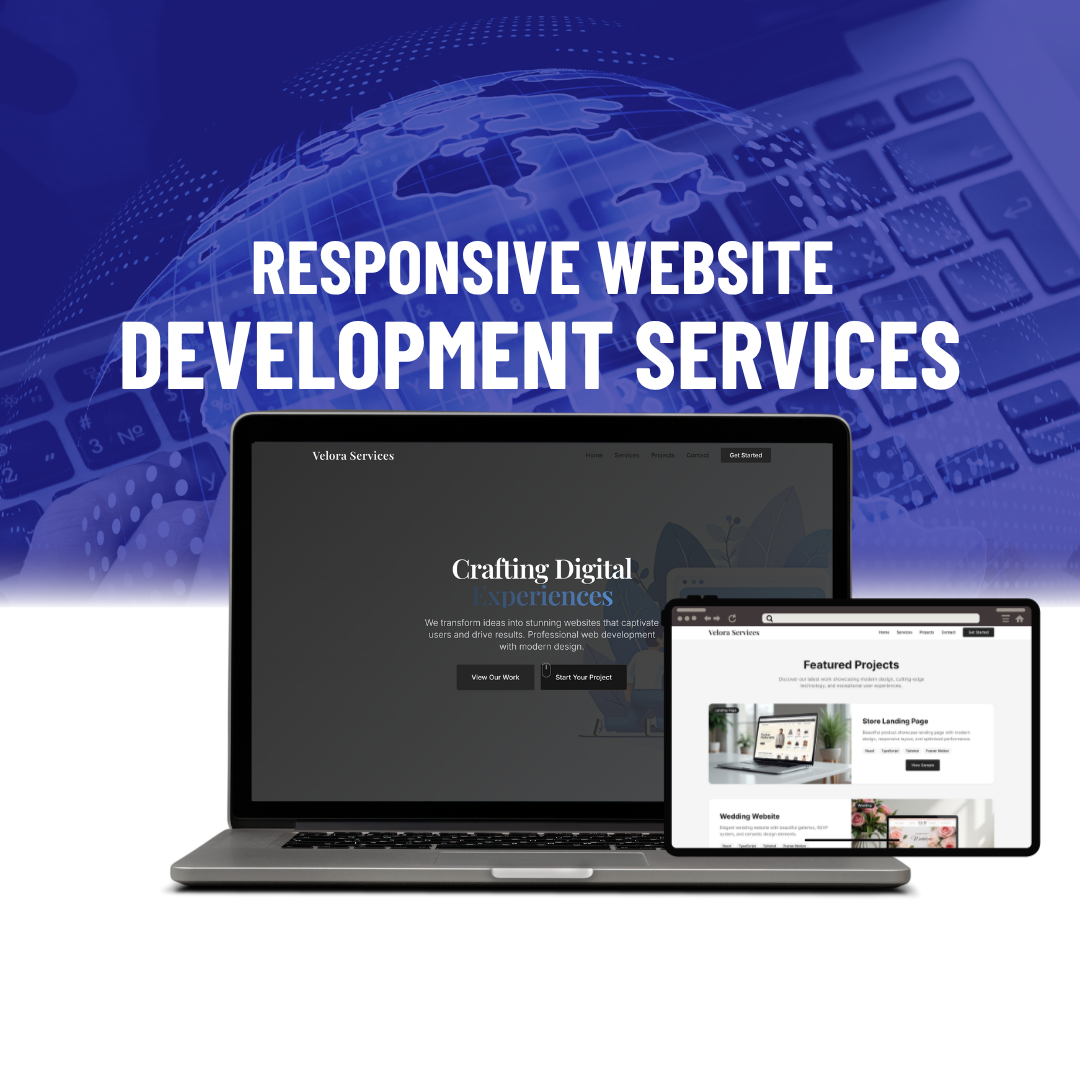 RESPONSIVE WEBSITE
DEVELOPMENT SERVICES
Velora Services
Home Services Projects Contact Get Started
Crafting Digital
Experiences
We transform ideas into stunning websites that captivate
users and drive results. Professional web development
with modern design.
View Our Work Start Your Project
Velora Services
Home Services Projects Contact Get Started
Featured Projects
Discover our latest work showcasing modern design, cutting-edge
technology, and exceptional user experiences.
Landing Page
Store Landing Page
Beautiful product showcase landing page with modern
design, responsive layout, and optimized performance.
React TypeScript Tailwind Framer Motion
View Sample
Wedding Website
Elegant wedding website with beautiful galleries, RSVP
system, and romantic design elements.
React TypeScript Tailwind Framer Motion
Wedding
3 №
#